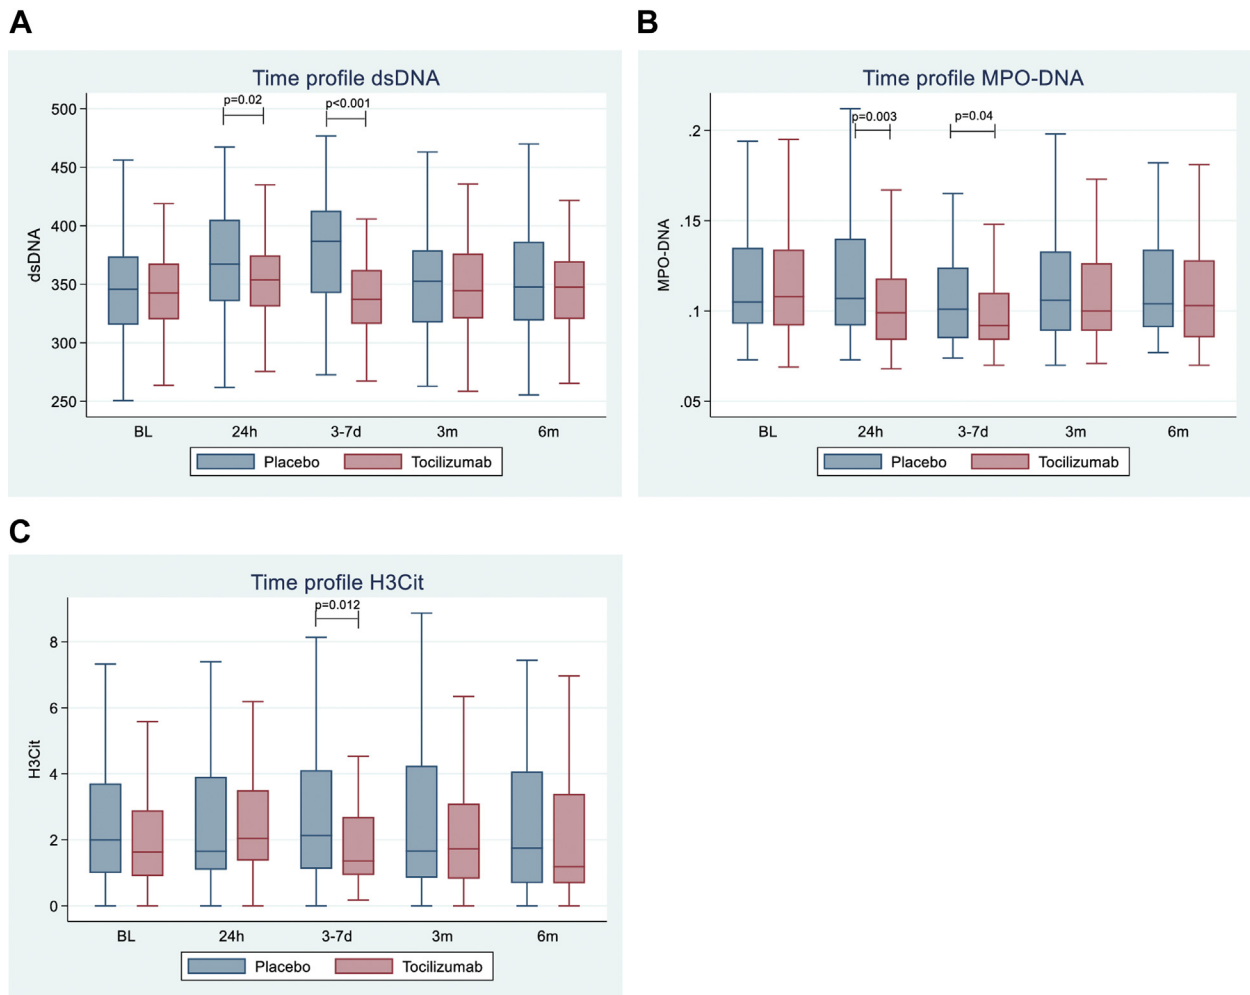 A
Time profile dsDNA
p=0.02
p<0.001
500
450
400
350
300
250
dsDNA
BL 24h 3-7d 3m 6m
Placebo Tocilizumab
B
Time profile MPO-DNA
p=0.003
p=0.04
.2
.15
.1
.05
MPO-DNA
BL 24h 3-7d 3m 6m
Placebo Tocilizumab
C
Time profile H3Cit
p=0.012
8
6
4
2
0
H3Cit
BL 24h 3-7d 3m 6m
Placebo Tocilizumab